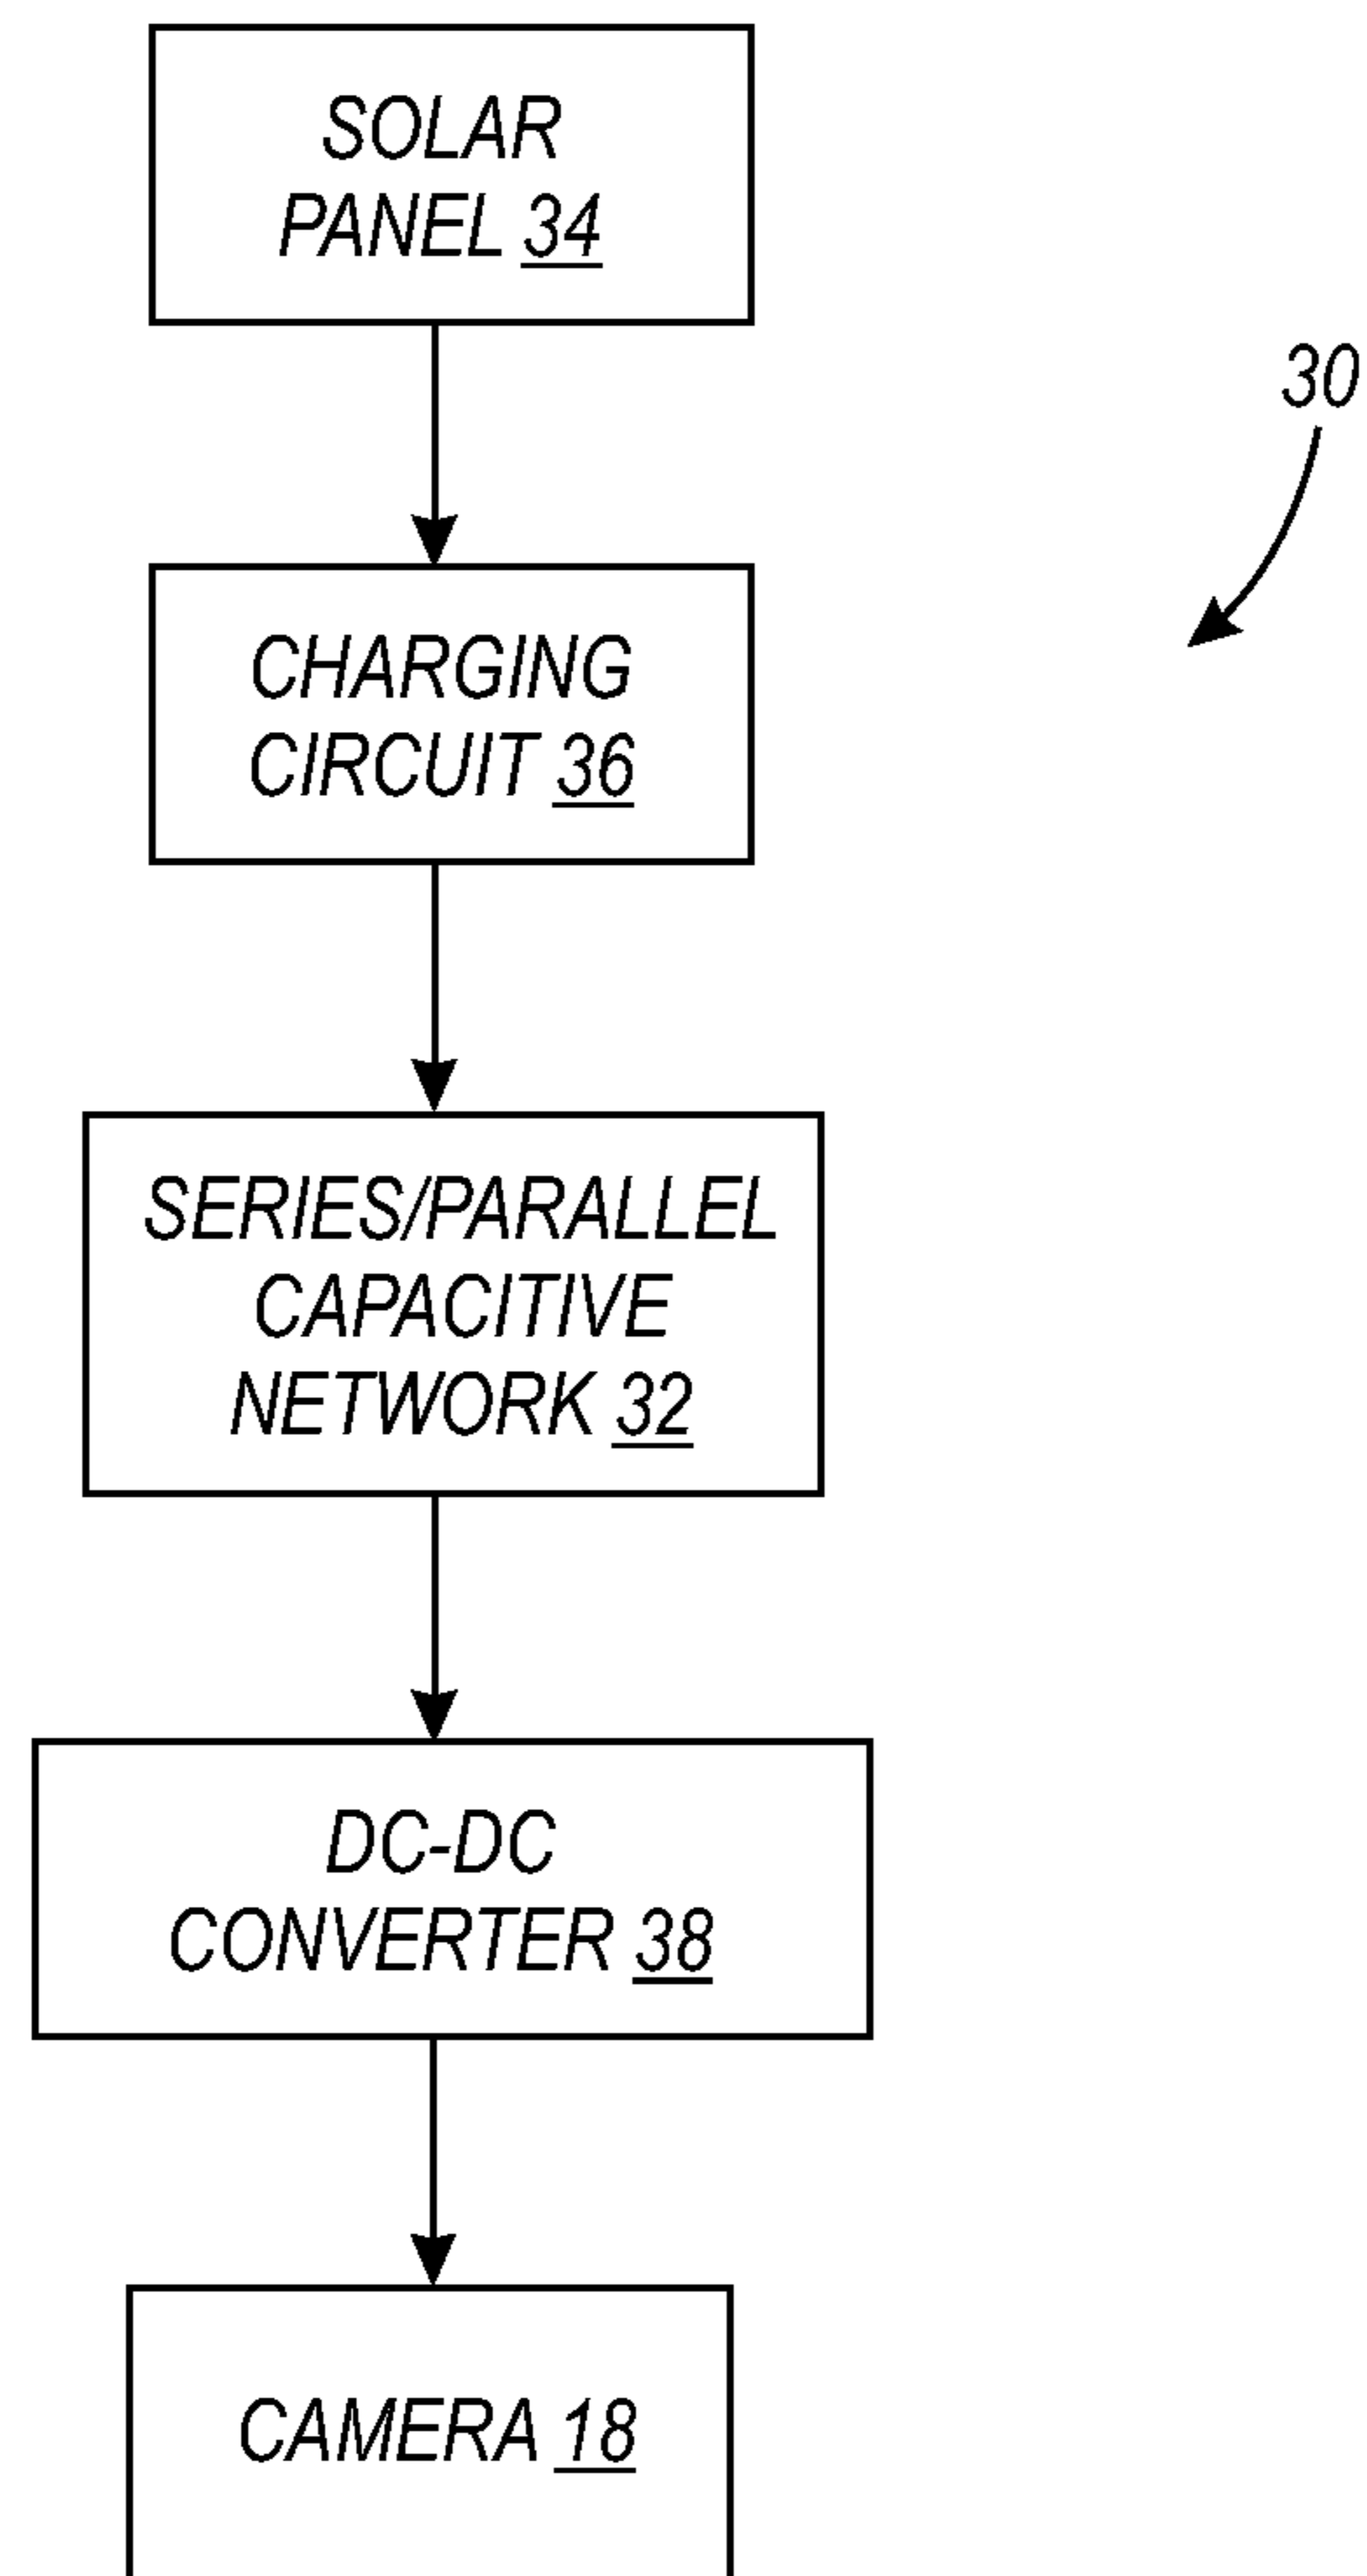 SOLAR
PANEL 34
30
CHARGING
CIRCUIT 36
SERIES/PARALLEL
CAPACITIVE
NETWORK 32
DC-DC
CONVERTER 38
CAMERA 18